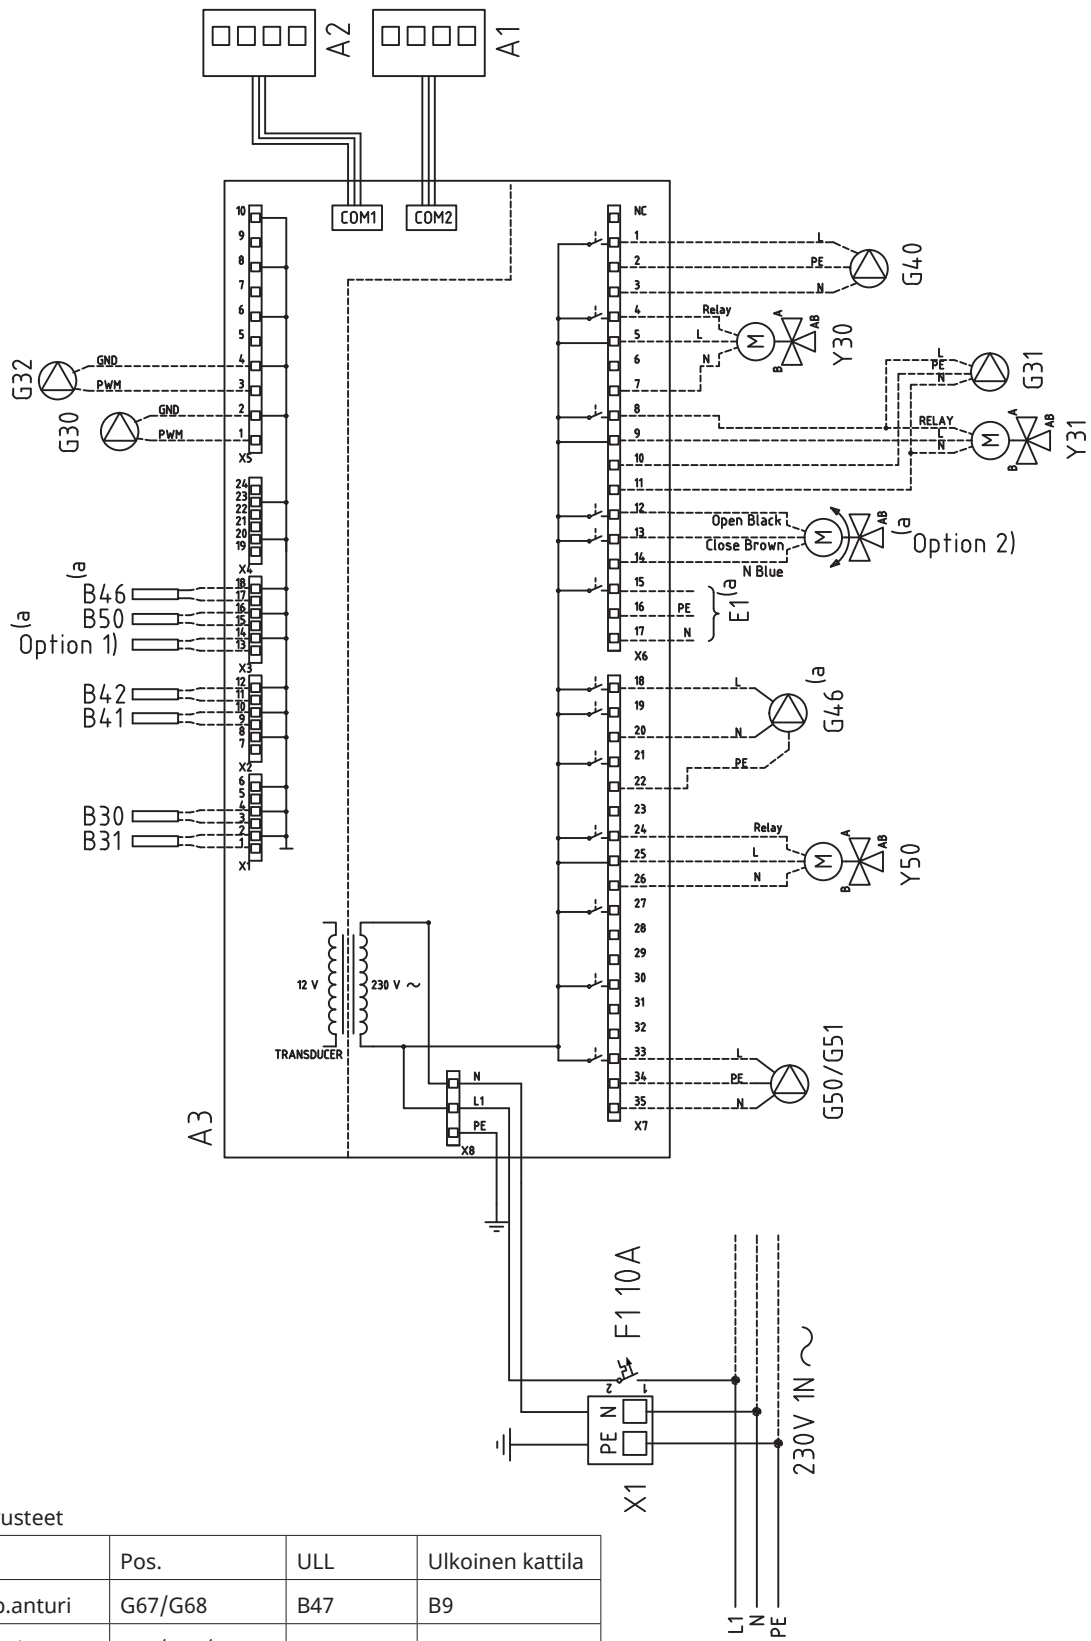 A2
A1
COM1
COM2
10
9
8
7
6
5
4
3
2
1
X5
G32
GND
PWM
G30
GND
PWM
24
23
22
21
20
19
X4
(a
B46
B50
(a
Option 1)
18
17
16
15
14
13
X3
B42
B41
12
11
10
9
8
7
X2
B30
B31
6
5
4
3
2
1
X1
12 V
230 V ~
TRANSDUCER
N
L1
PE
X8
A3
NC
1
2
3
4
5
6
7
8
9
10
11
12
13
14
15
16
17
X6
L
PE
N
G40
Relay
L
N
M
A
AB
B
Y30
L
PE
N
G31
RELAY
L
N
M
A
AB
B
Y31
Open Black
Close Brown
N Blue
M
AB
(a
Option 2)
PE
N
E1 (a
18
19
20
21
22
23
24
25
26
27
28
29
30
31
32
33
34
35
X7
L
N
PE
G46 (a
Relay
L
N
M
A
AB
B
Y50
L
PE
N
G50/G51
F1 10A
2
1
PE N
X1
230V 1N ~
L1
N
PE
usteet
Pos. ULL Ulkoinen kattila
o.anturi G67/G68 B47 B9